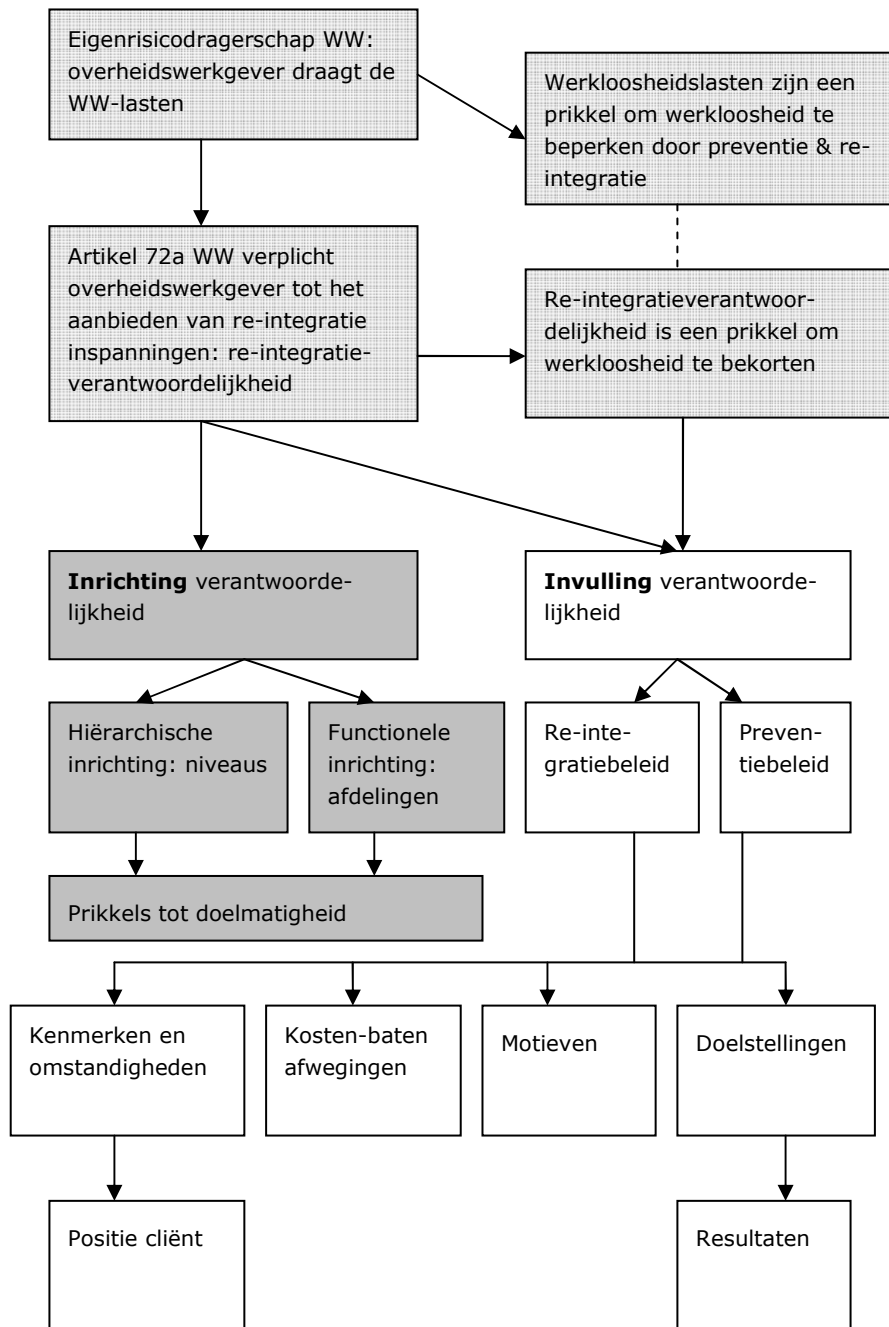 Eigenrisicodragerschap WW:
overheidswerkgever draagt de
WW-lasten
Werkloosheidslasten zijn een
prikkel om werkloosheid te
beperken door preventie & re-
integratie
Artikel 72a WW verplicht
overheidswerkgever tot het
aanbieden van re-integratie
inspanningen: re-integratie-
verantwoordelijkheid
Re-integratieverantwoor-
delijkheid is een prikkel om
werkloosheid te bekorten
Inrichting verantwoorde-
lijkheid
Invulling verantwoorde-
lijkheid
Hiërarchische
inrichting: niveaus
Functionele
inrichting:
afdelingen
Re-inte-
gratiebeleid
Preven-
tiebeleid
Prikkels tot doelmatigheid
Kenmerken en
omstandigheden
Kosten-baten
afwegingen
Motieven
Doelstellingen
Positie cliënt
Resultaten